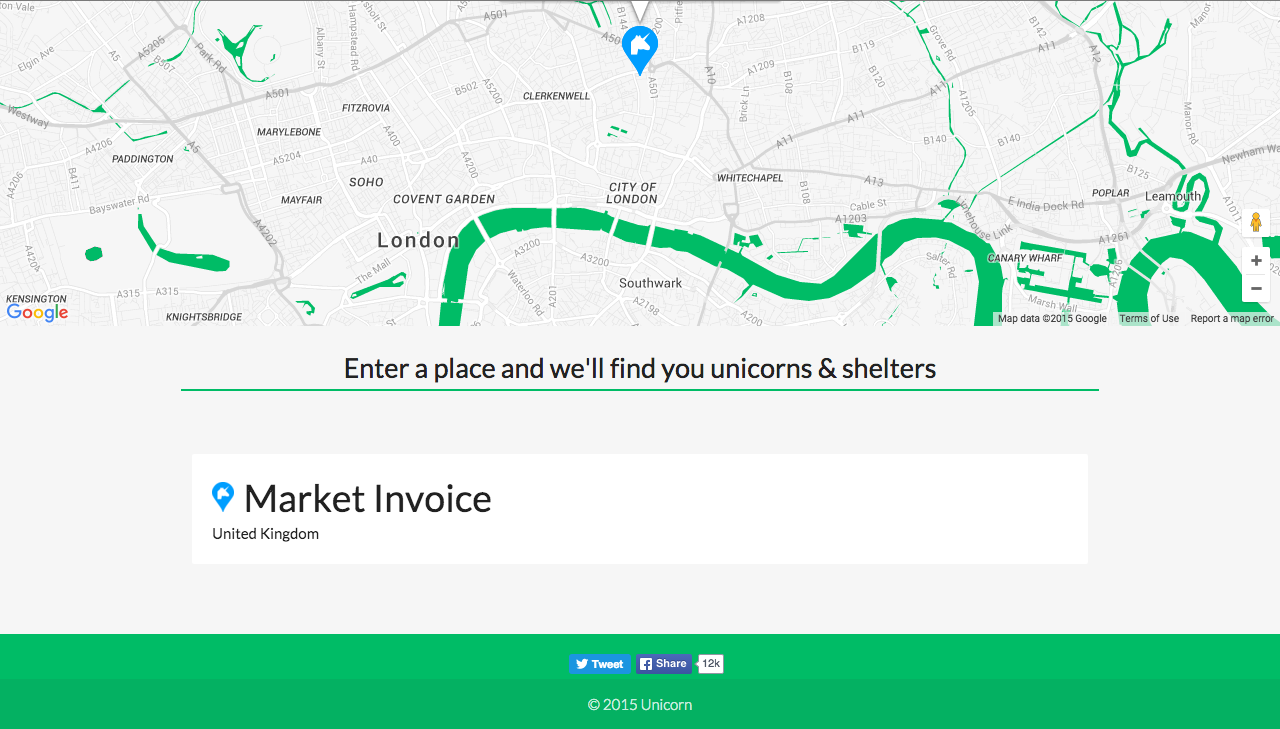 ton Vale
A5205
Park Rd
A5
Elgin Ave
B507
Albany St
Hampstead Rd
A501
A501
B144
A1208
Grove Rd
A11
A12
Manor
B119
A10
A1209
B108
B120
A501
A5200
B502
CLERKENWELL
Westway
FITZROVIA
A400
MARYLEBONE
Brick Ln
A11
A11
A1205
Manor Rd
B140
B140
A4206
PADDINGTON
A5
A5204
A40
A4200
Newham Wa
A4206
B411
SOHO
WHITECHAPEL
A13
B125
Bayswater Rd
MAYFAIR
COVENT GARDEN
CITY OF
LONDON
B108
Cable St
E India Dock Rd
POPLAR
Leamouth
A1011
A1203
Limehouse Link
A4202
London
A3200
A3200
A1261
The Mall
Salter Rd
CANARY WHARF
A1206
Waterloo Rd
A201
Southwark
A2198
A200
Marsh Wall
KENSINGTON
A315
A315
KNIGHTSBRIDGE
Google
Map data ©2015 Google
Terms of Use
Report a map error
+
−
Enter a place and we'll find you unicorns & shelters
Market Invoice
United Kingdom
Tweet
Share
12k
© 2015 Unicorn